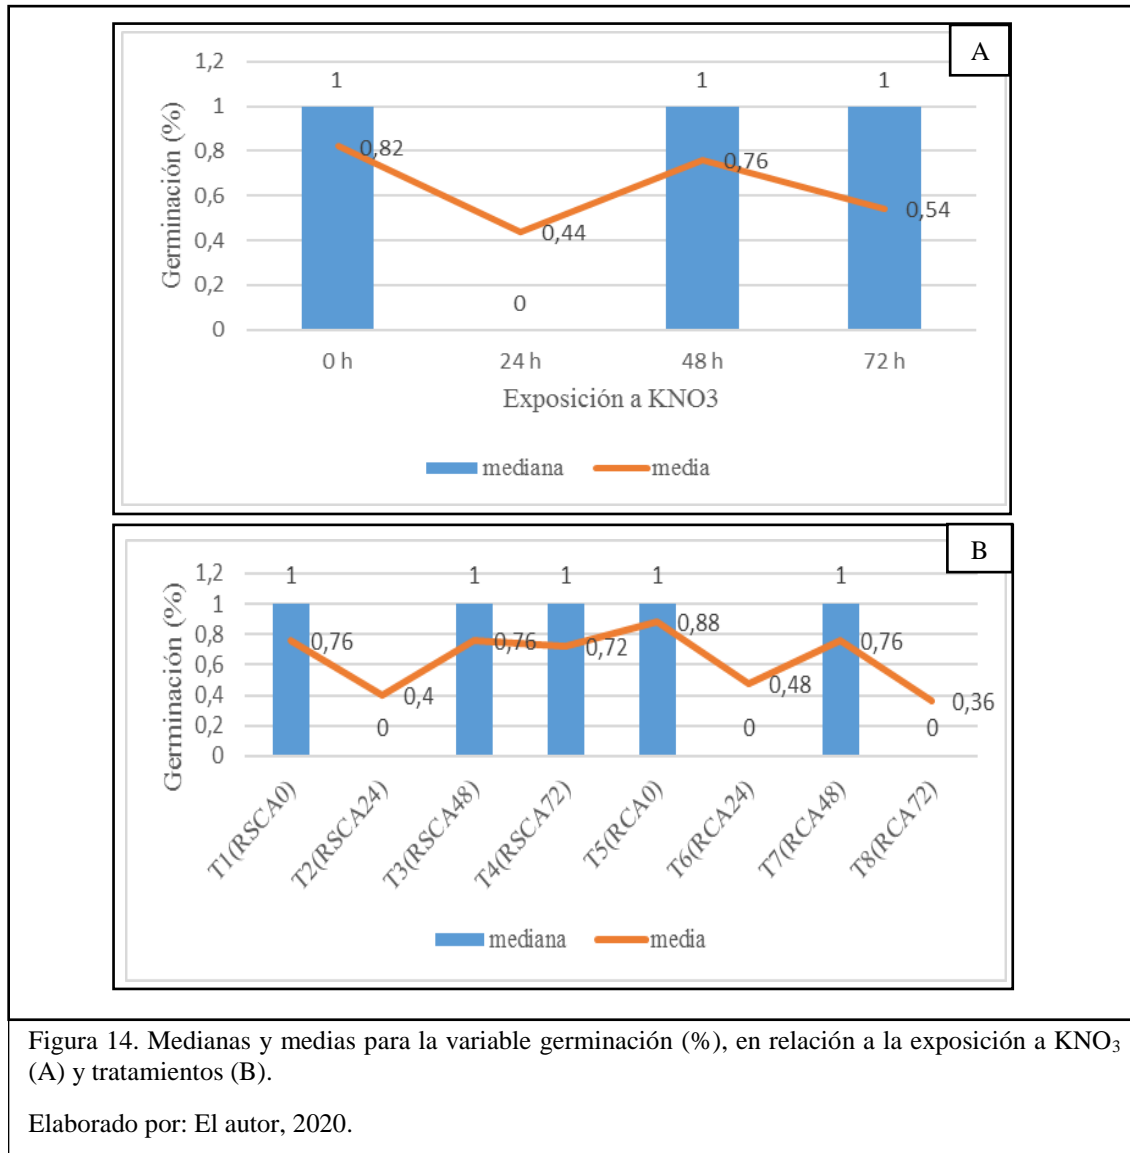 A
1,2
1
0,8
0,6
0,4
0,2
0
Germinación (%)
1
1
1
0,82
0,76
0,54
0,44
0
0 h 24 h 48 h 72 h
Exposición a KNO3
mediana media
B
1,2
1
0,8
0,6
0,4
0,2
0
Germinación (%)
1 1 1 1 1
0,76 0,4 0,76 0,72 0,88 0,48 0,76 0,36
0 0 0
T1(RSCA0) T2(RSCA24) T3(RSCA48) T4(RSCA72) T5(RCA0) T6(RCA24) T7(RCA48) T8(RCA72)
mediana media
Figura 14. Medianas y medias para la variable germinación (%), en relación a la exposición a KNO₃
(A) y tratamientos (B).
Elaborado por: El autor, 2020.